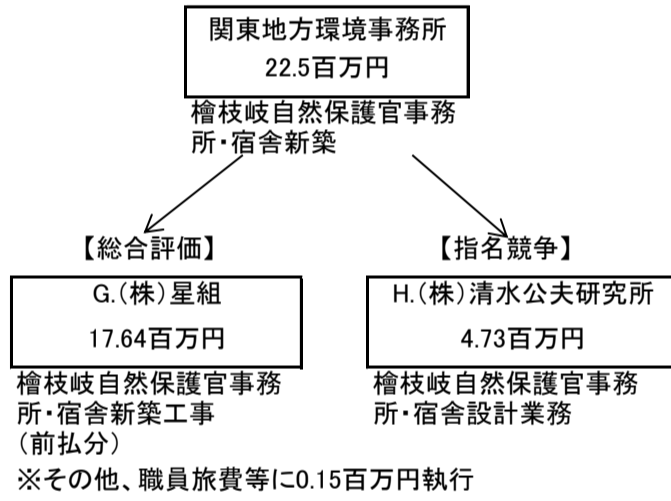 関東地方環境事務所
22.5百万円
檜枝岐自然保護官事務
所・宿舎新築
【総合評価】
G.(株)星組
17.64百万円
檜枝岐自然保護官事務
所・宿舎新築工事
(前払分)
【指名競争】
H.(株)清水公夫研究所
4.73百万円
檜枝岐自然保護官事務
所・宿舎設計業務
※その他、職員旅費等に0.15百万円執行